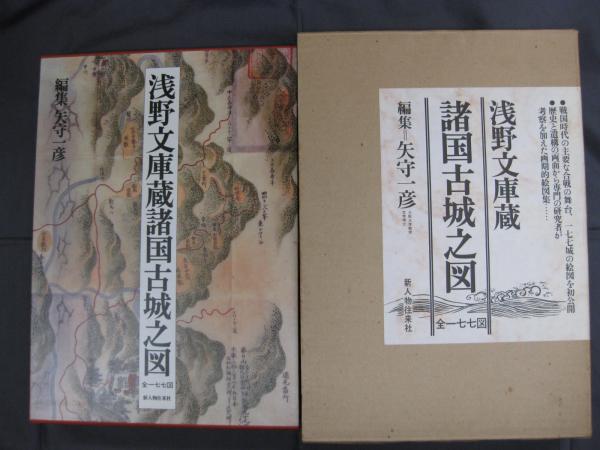 浅野文庫蔵諸国古城之図
全一七七図
新人物往来社
編集 矢守一彦
●戦国時代の主要な合戦の舞台、一七七城の絵図を初公開
●歴史と遺構の両面から専門の研究者が
考察を加えた画期的絵図集……
浅野文庫蔵
諸国古城之図
全一七七図
編集=矢守一彦
新人物往来社